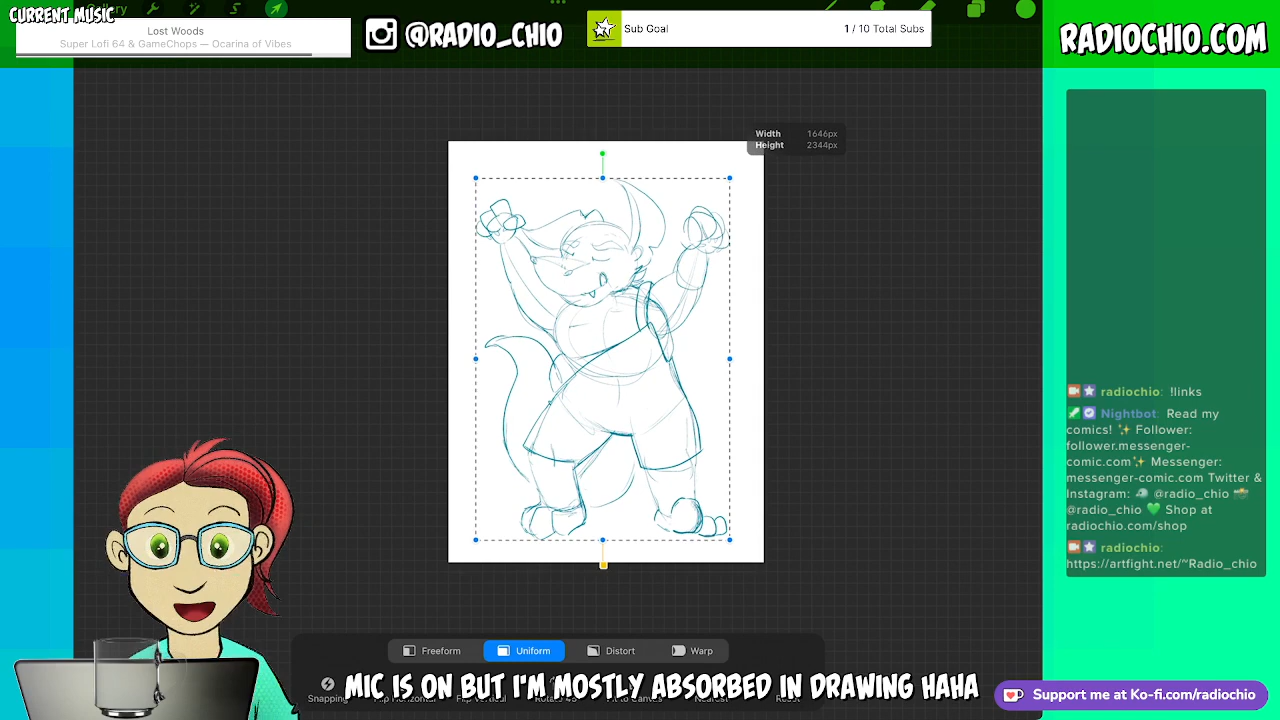 CURRENT MUSIC
Gallery
Lost Woods
Super Lofi 64 & GameChops — Ocarina of Vibes
@RADIO_CHIO
Sub Goal
1 / 10 Total Subs
RADIOCHIO.COM
Width 1646px
Height 2344px
radiochio: !links
Nightbot: Read my
comics! ✨ Follower:
follower.messenger-
comic.com✨ Messenger:
messenger-comic.com Twitter &
Instagram: @radio_chio
@radio_chio 💚 Shop at
radiochio.com/shop
radiochio:
https://artfight.net/~Radio_chio
Freeform
Uniform
Distort
Warp
Snapping
MIC IS ON BUT I'M MOSTLY ABSORBED IN DRAWING HAHA
Support me at Ko-fi.com/radiochio